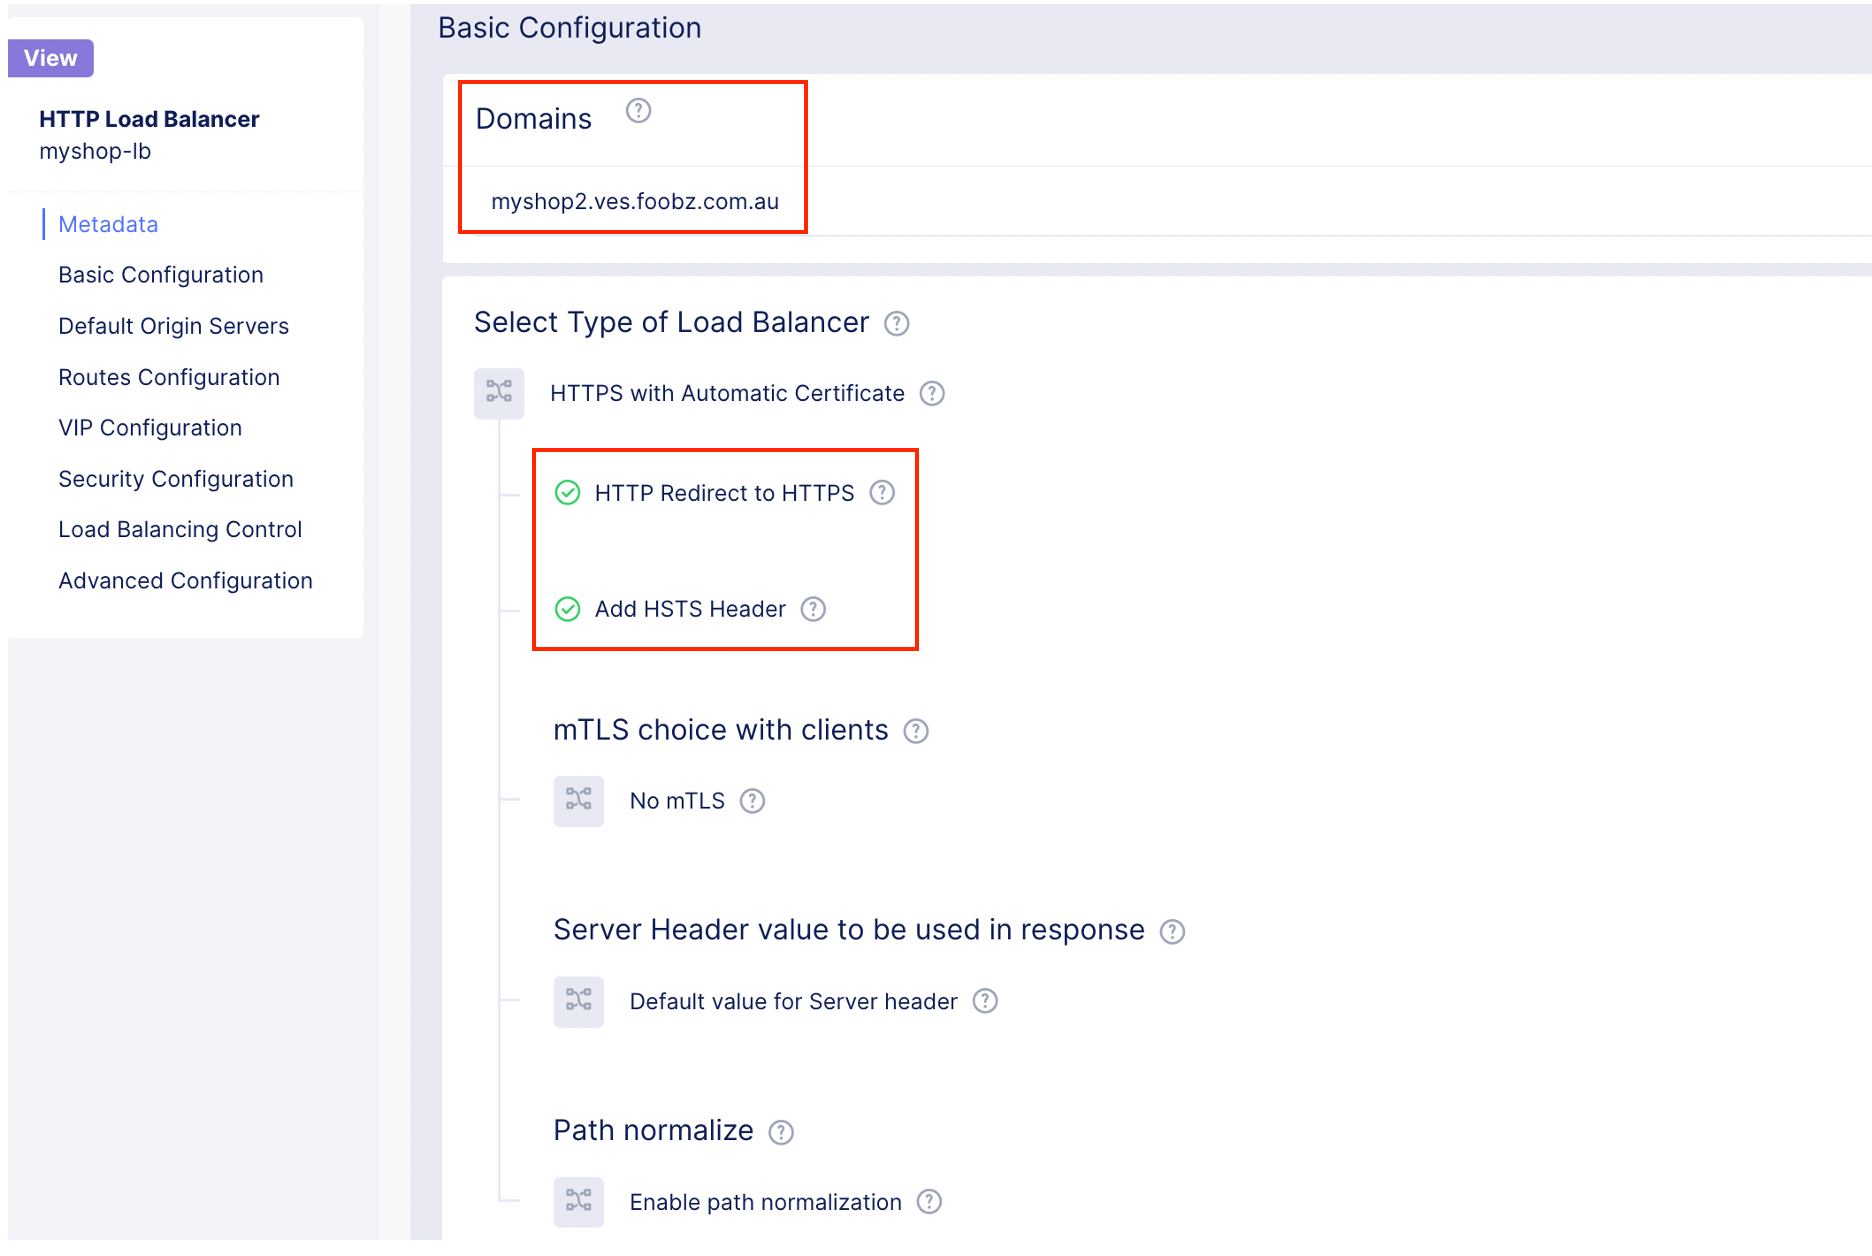 View
HTTP Load Balancer
myshop-lb
Metadata
Basic Configuration
Default Origin Servers
Routes Configuration
VIP Configuration
Security Configuration
Load Balancing Control
Advanced Configuration
Basic Configuration
Domains
myshop2.ves.foobz.com.au
Select Type of Load Balancer
HTTPS with Automatic Certificate
HTTP Redirect to HTTPS
Add HSTS Header
mTLS choice with clients
No mTLS
Server Header value to be used in response
Default value for Server header
Path normalize
Enable path normalization